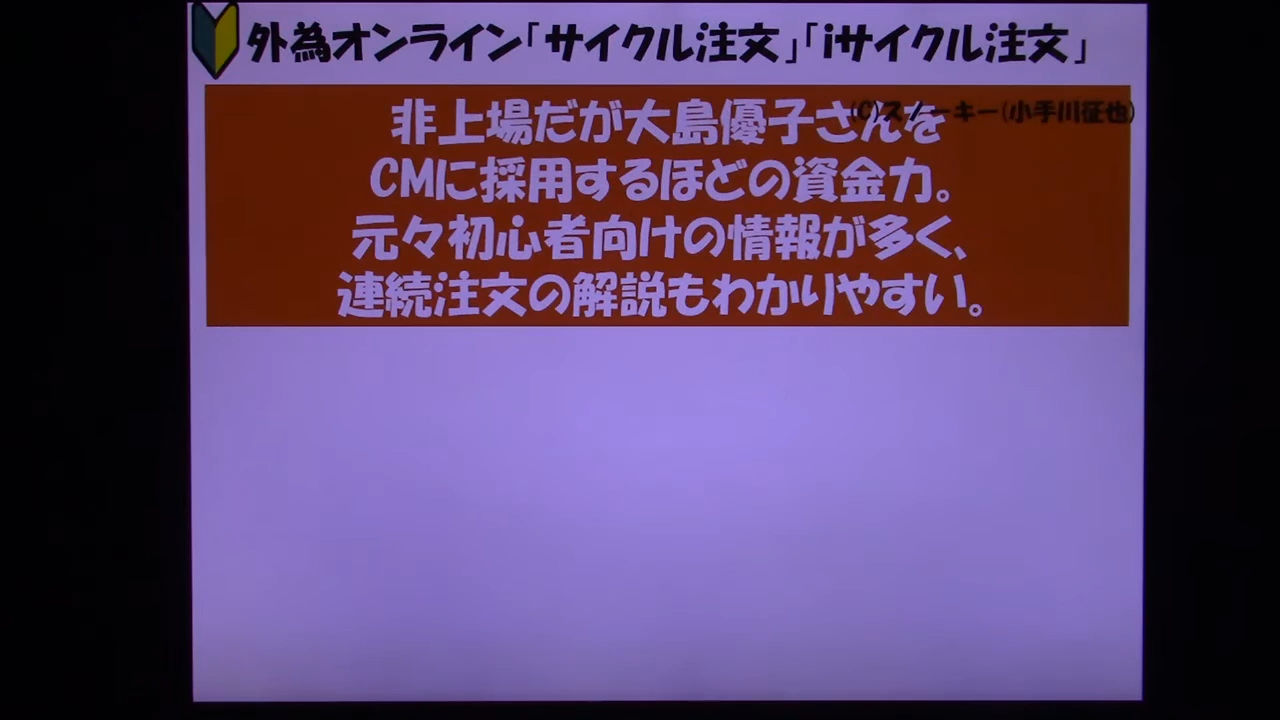 外為オンライン「サイクル注文」「iサイクル注文」
(C)スノーキー(小手川征也)
非上場だが大島優子さんを
CMに採用するほどの資金力。
元々初心者向けの情報が多く、
連続注文の解説もわかりやすい。